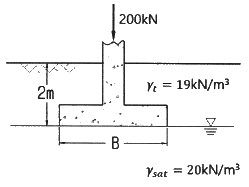 200kN
γt = 19kN/m³
2m
B
γsat = 20kN/m³